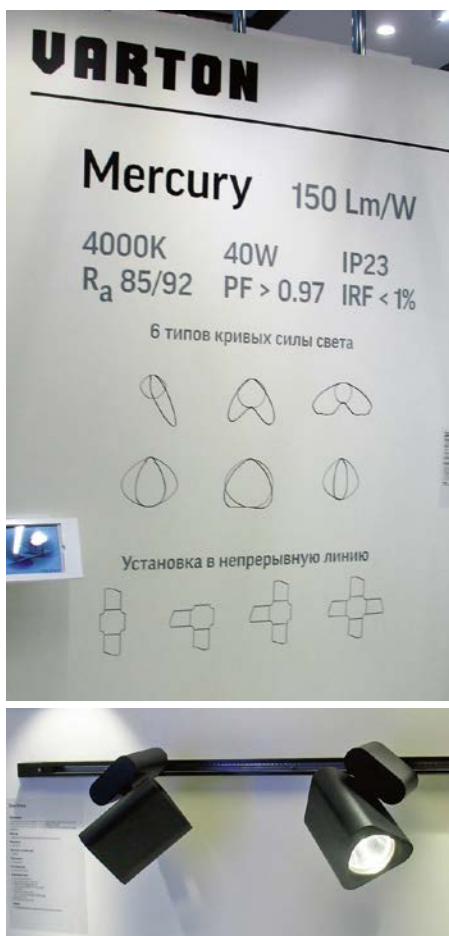 VARTON
Mercury 150 Lm/W
4000K 40W IP23
Ra 85/92 PF > 0.97 IRF < 1%
6 типов кривых силы света
Установка в непрерывную линию